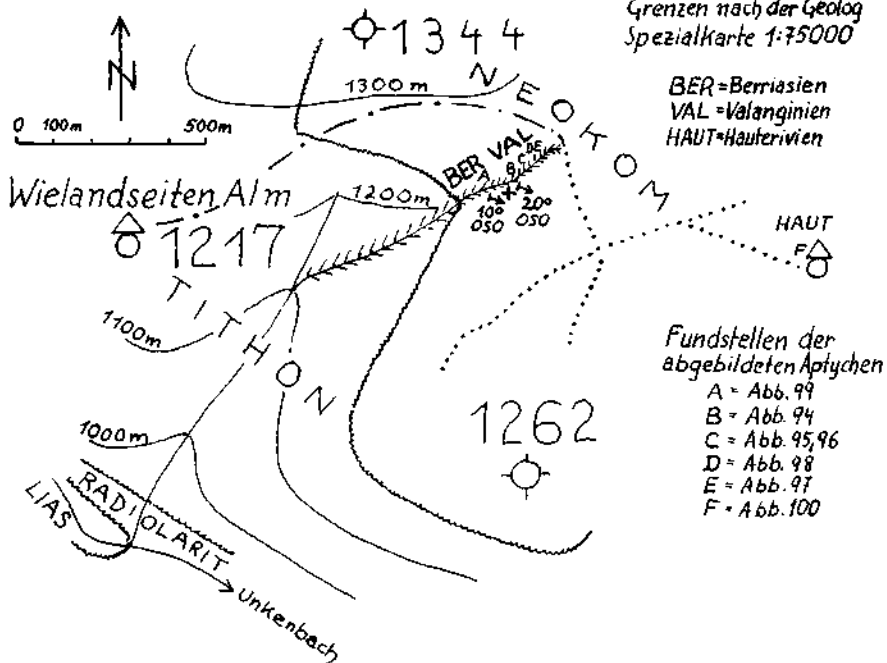 Grenzen nach der Geolog
Spezialkarte 1:75000
BER=Berriasien
VAL=Valanginien
HAUT=Hauterivien
N
0 100m 500m
1344
1300m
NEOKOM
BER VAL
A B C D E
10° 20°
OSO OSO
Wielandseiten Alm
1217
1200m
HAUT
F
TITHON
1100m
1000m
1262
RADIOLARIT
LIAS
Unkenbach
Fundstellen der
abgebildeten Aptychen
A = Abb. 99
B = Abb. 94
C = Abb. 95,96
D = Abb. 98
E = Abb. 97
F = Abb. 100